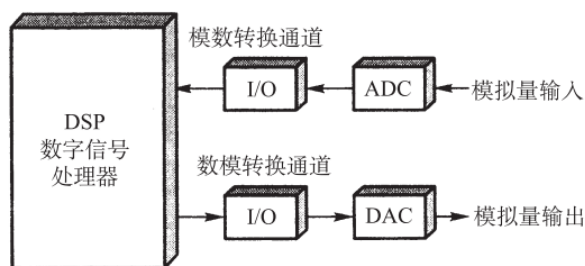 模数转换通道
I/O
ADC
模拟量输入
DSP
数字信号
处理器
数模转换通道
I/O
DAC
模拟量输出